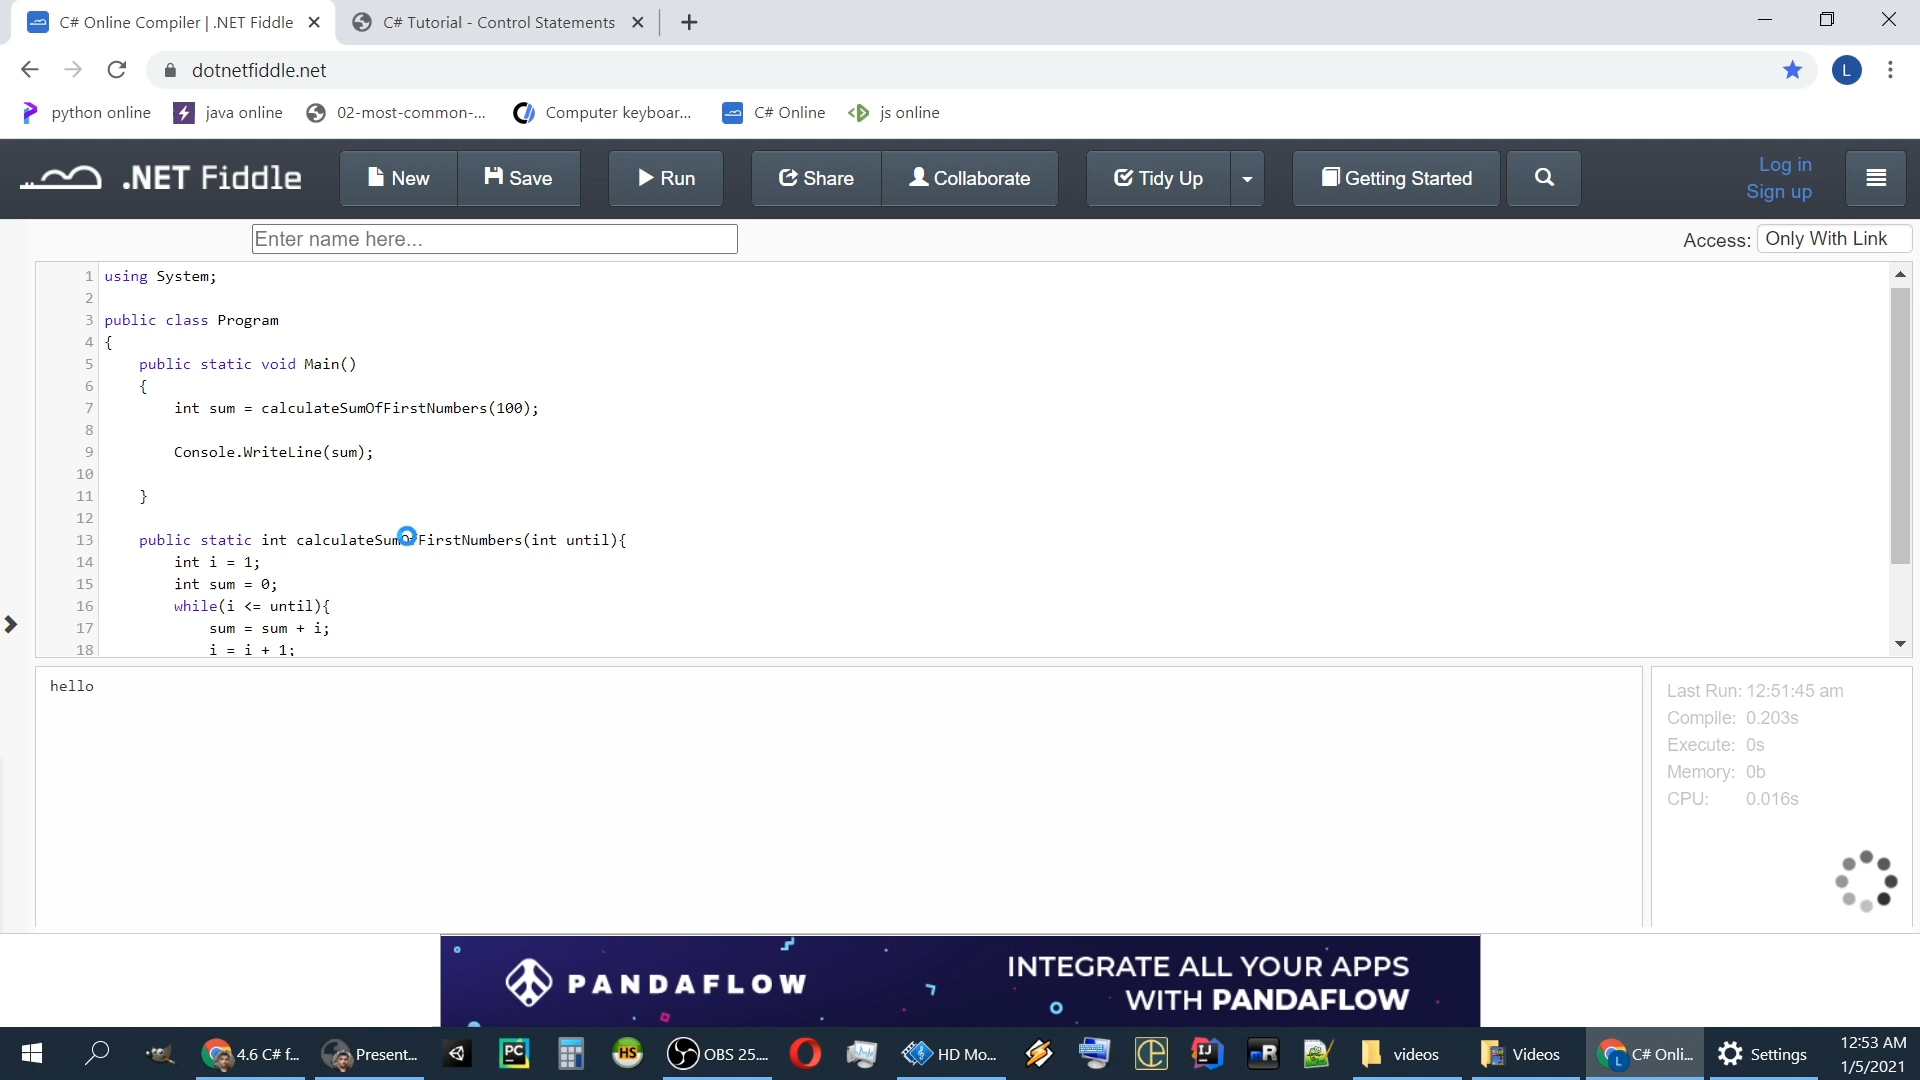 C# Online Compiler | .NET Fiddle
C# Tutorial - Control Statements
dotnetfiddle.net
L
python online
java online
02-most-common-...
Computer keyboar...
C# Online
js online
.NET Fiddle
New
Save
Run
Share
Collaborate
Tidy Up
Getting Started
Log in
Sign up
Enter name here...
Access: Only With Link
1 using System;
2
3 public class Program
4 {
5 public static void Main()
6 {
7 int sum = calculateSumOfFirstNumbers(100);
8
9 Console.WriteLine(sum);
10
11 }
12
13 public static int calculateSumOfFirstNumbers(int until){
14 int i = 1;
15 int sum = 0;
16 while(i <= until){
17 sum = sum + i;
18 i = i + 1;
hello
Last Run: 12:51:45 am
Compile: 0.203s
Execute: 0s
Memory: 0b
CPU: 0.016s
PANDAFLOW
INTEGRATE ALL YOUR APPS
WITH PANDAFLOW
4.6 C# f...
Present...
PC
HS
OBS 25....
HD Mo...
IJ
R
videos
Videos
L
C# Onli...
Settings
12:53 AM
1/5/2021